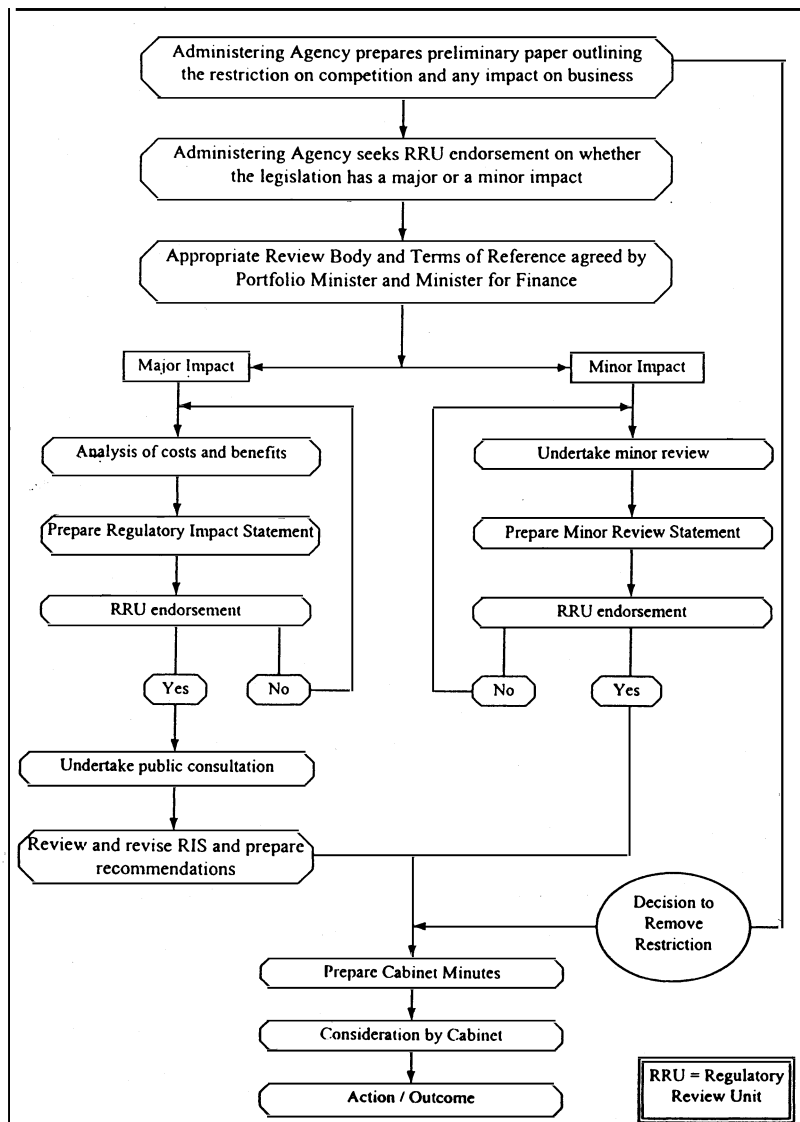 Administering Agency prepares preliminary paper outlining
the restriction on competition and any impact on business
Administering Agency seeks RRU endorsement on whether
the legislation has a major or a minor impact
Appropriate Review Body and Terms of Reference agreed by
Portfolio Minister and Minister for Finance
Major Impact
Minor Impact
Analysis of costs and benefits
Undertake minor review
Prepare Regulatory Impact Statement
Prepare Minor Review Statement
RRU endorsement
RRU endorsement
Yes
No
No
Yes
Undertake public consultation
Review and revise RIS and prepare
recommendations
Decision to
Remove
Restriction
Prepare Cabinet Minutes
Consideration by Cabinet
Action / Outcome
RRU = Regulatory
Review Unit